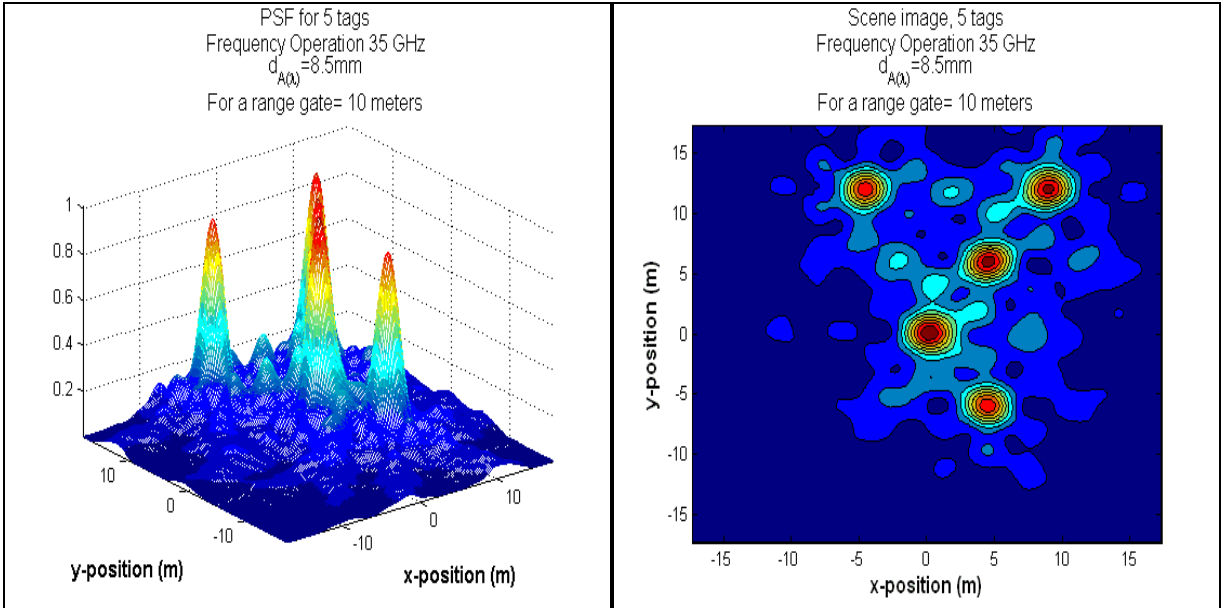 PSF for 5 tags
Frequency Operation 35 GHz
d_A(λ)=8.5mm
For a range gate= 10 meters
1
0.8
0.6
0.4
0.2
10
0
-10
-10
0
10
y-position (m)
x-position (m)
Scene image, 5 tags
Frequency Operation 35 GHz
d_A(λ)=8.5mm
For a range gate= 10 meters
15
10
5
0
-5
-10
-15
-15 -10 -5 0 5 10 15
y-position (m)
x-position (m)